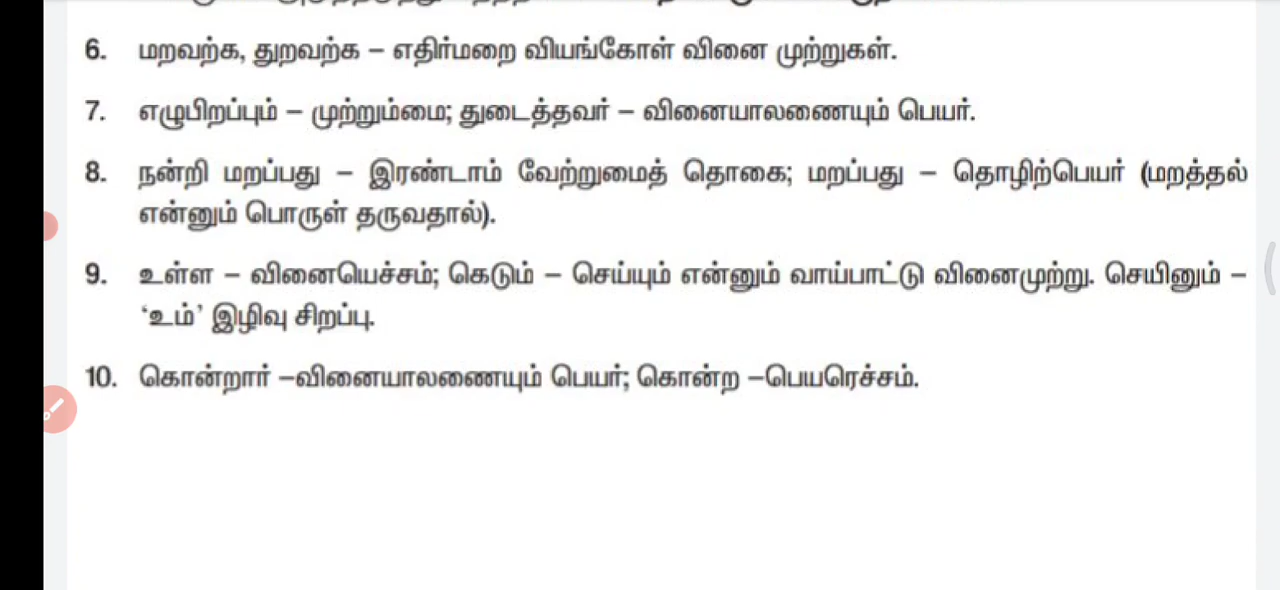 6. மறவற்க, துறவற்க – எதிர்மறை வியங்கோள் வினை முற்றுகள்.
7. எழுபிறப்பும் – முற்றும்மை; துடைத்தவர் – வினையாலணையும் பெயர்.
8. நன்றி மறப்பது – இரண்டாம் வேற்றுமைத் தொகை; மறப்பது – தொழிற்பெயர் (மறத்தல்
என்னும் பொருள் தருவதால்).
9. உள்ள – வினையெச்சம்; கெடும் – செய்யும் என்னும் வாய்பாட்டு வினைமுற்று. செயினும் –
‘உம்’ இழிவு சிறப்பு.
10. கொன்றார் –வினையாலணையும் பெயர்; கொன்ற –பெயரெச்சம்.